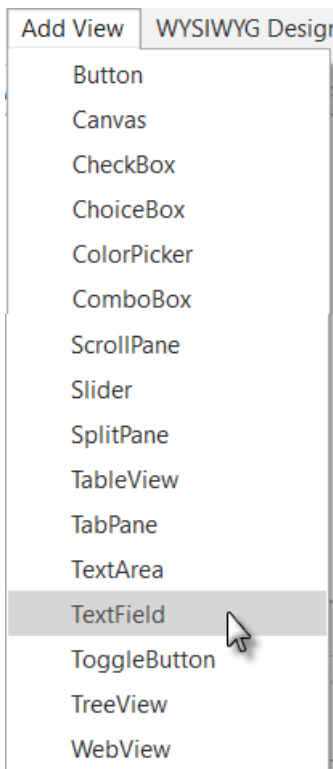 Add View WYSIWYG Design
Button
Canvas
CheckBox
ChoiceBox
ColorPicker
ComboBox
ScrollPane
Slider
SplitPane
TableView
TabPane
TextArea
TextField
ToggleButton
TreeView
WebView